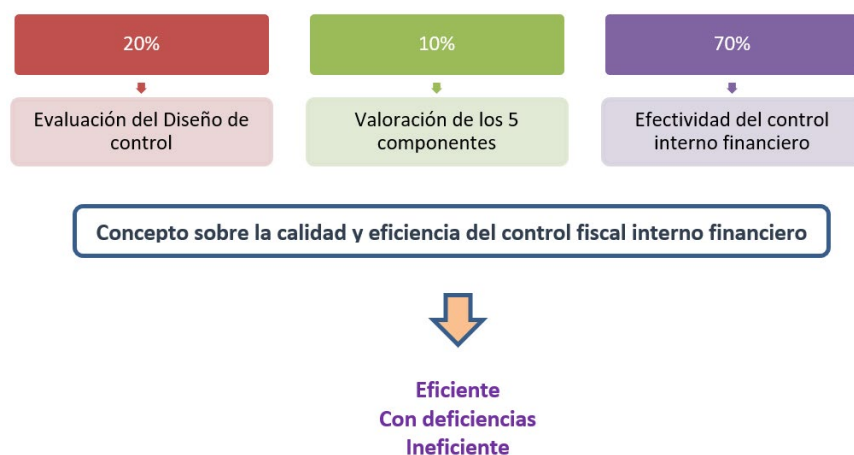 20%
10%
70%
Evaluación del Diseño de
control
Valoración de los 5
componentes
Efectividad del control
interno financiero
Concepto sobre la calidad y eficiencia del control fiscal interno financiero
Eficiente
Con deficiencias
Ineficiente